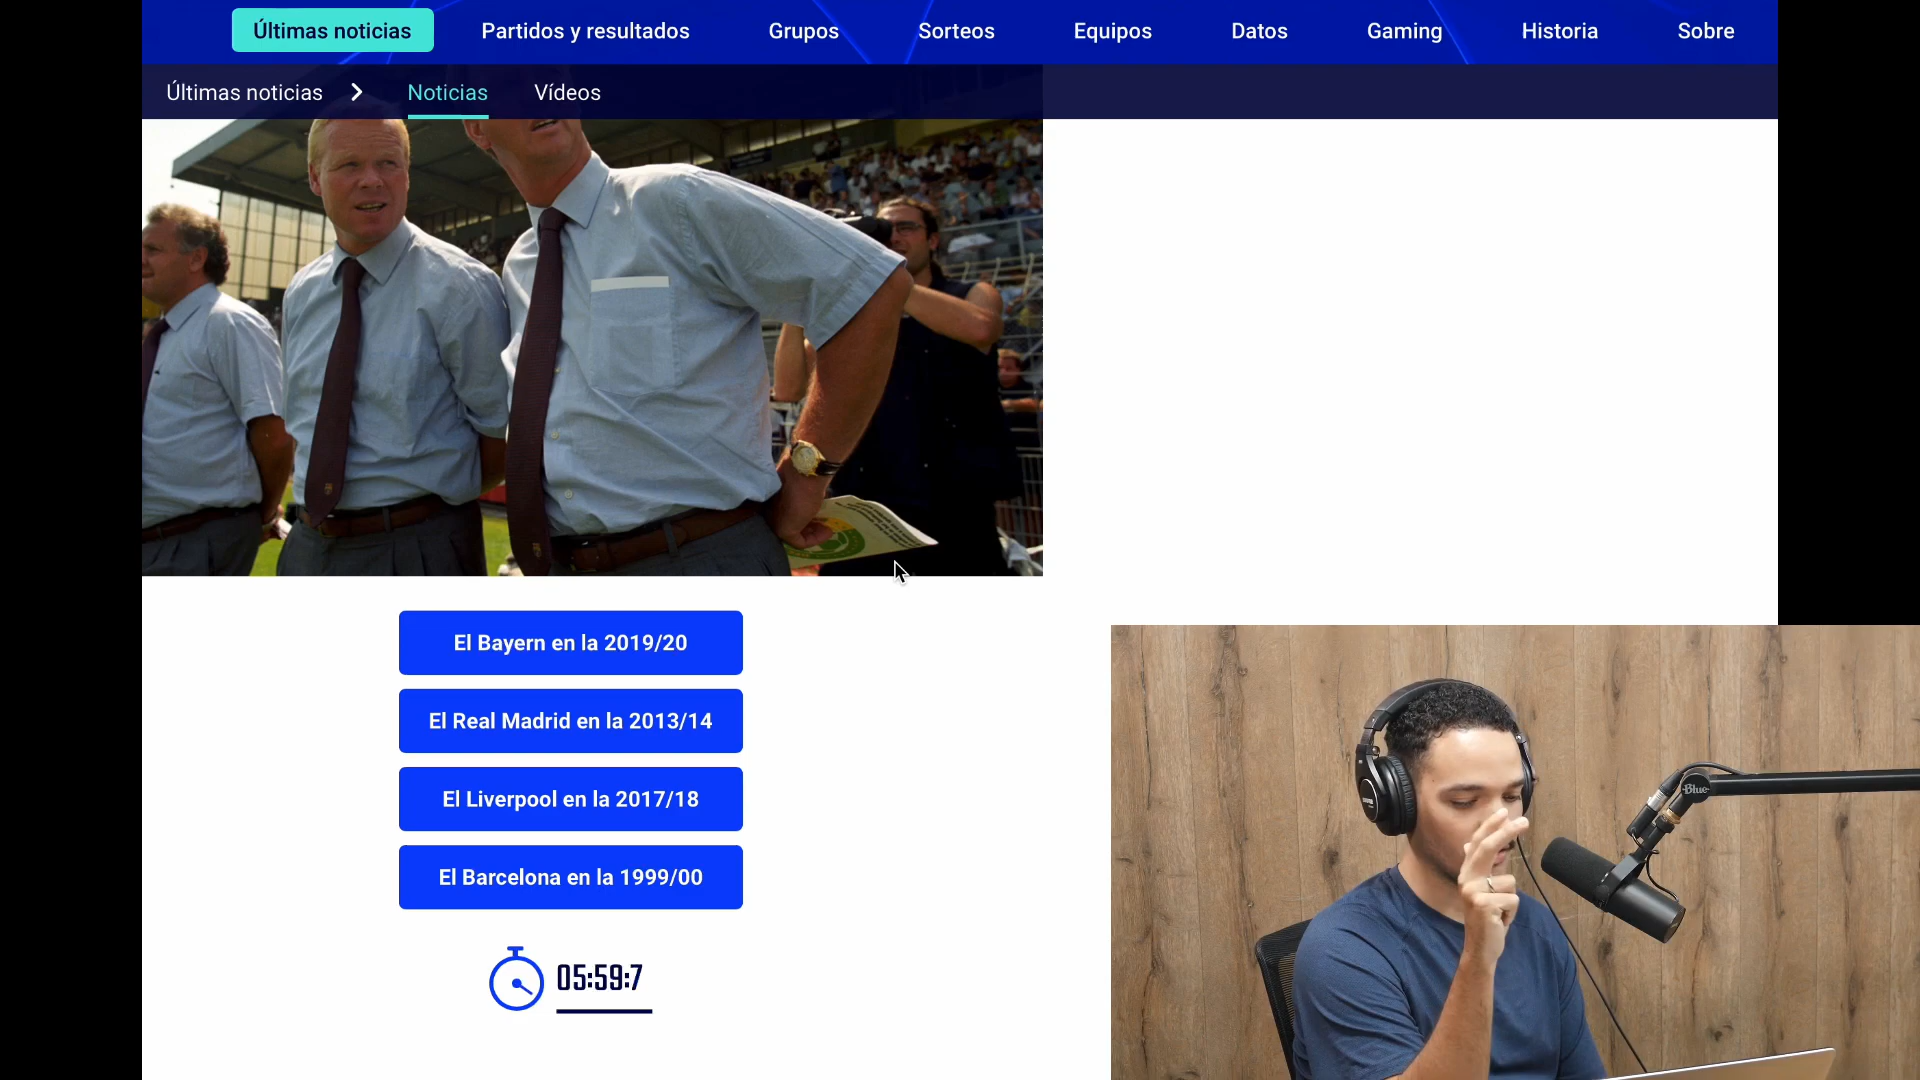 Últimas noticias
Partidos y resultados
Grupos
Sorteos
Equipos
Datos
Gaming
Historia
Sobre
Últimas noticias
Noticias
Vídeos
El Bayern en la 2019/20
El Real Madrid en la 2013/14
El Liverpool en la 2017/18
El Barcelona en la 1999/00
05:59:7
Blue